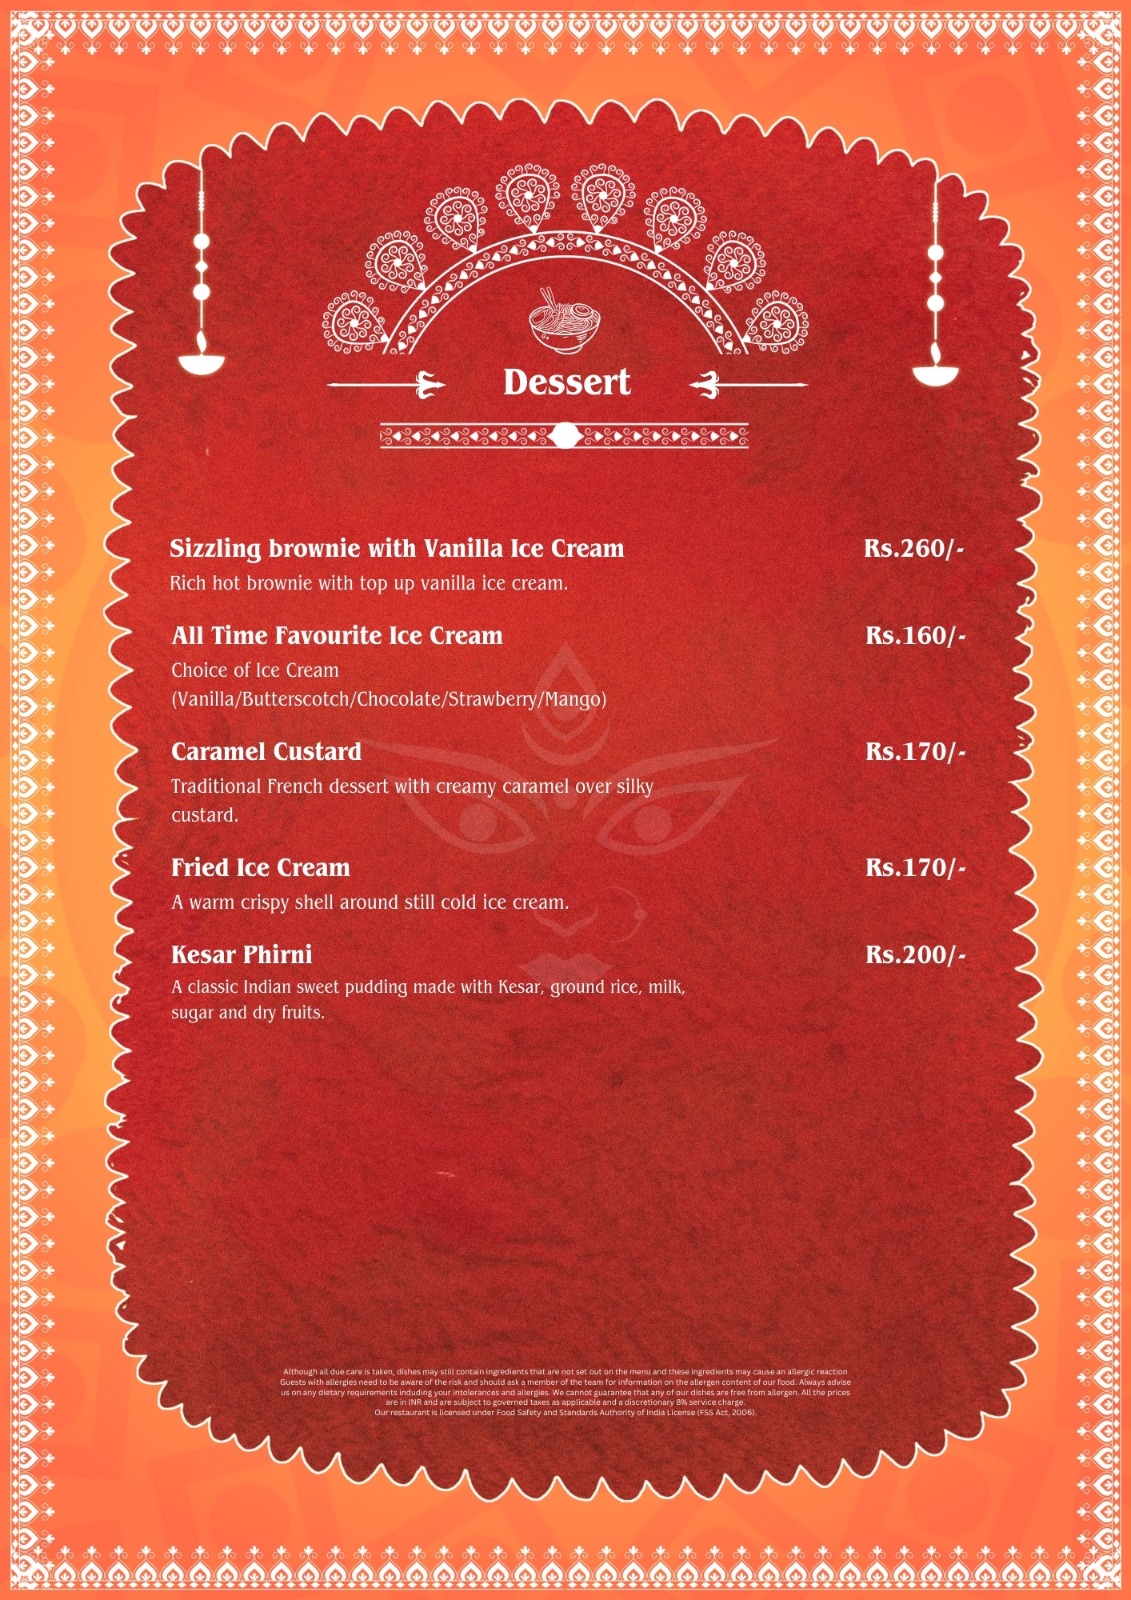 Dessert
Sizzling brownie with Vanilla Ice Cream Rs.260/-
Rich hot brownie with top up vanilla ice cream.
All Time Favourite Ice Cream Rs.160/-
Choice of Ice Cream
(Vanilla/Butterscotch/Chocolate/Strawberry/Mango)
Caramel Custard Rs.170/-
Traditional French dessert with creamy caramel over silky
custard.
Fried Ice Cream Rs.170/-
A warm crispy shell around still cold ice cream.
Kesar Phirni Rs.200/-
A classic Indian sweet pudding made with Kesar, ground rice, milk,
sugar and dry fruits.
Although all due care is taken, dishes may still contain ingredients that are not set out on the menu and these ingredients may cause an allergic reaction
Guests with allergies need to be aware of the risk and should ask a member of the team for information on the allergen content of our food. Always advise
us on any dietary requirements including your intolerances and allergies. We cannot guarantee that any of our dishes are free from allergen. All the prices
are in INR and are subject to governed taxes as applicable and a discretionary 8% service charge.
Our restaurant is licensed under Food Safety and Standards Authority of India License (FSS Act, 2006).